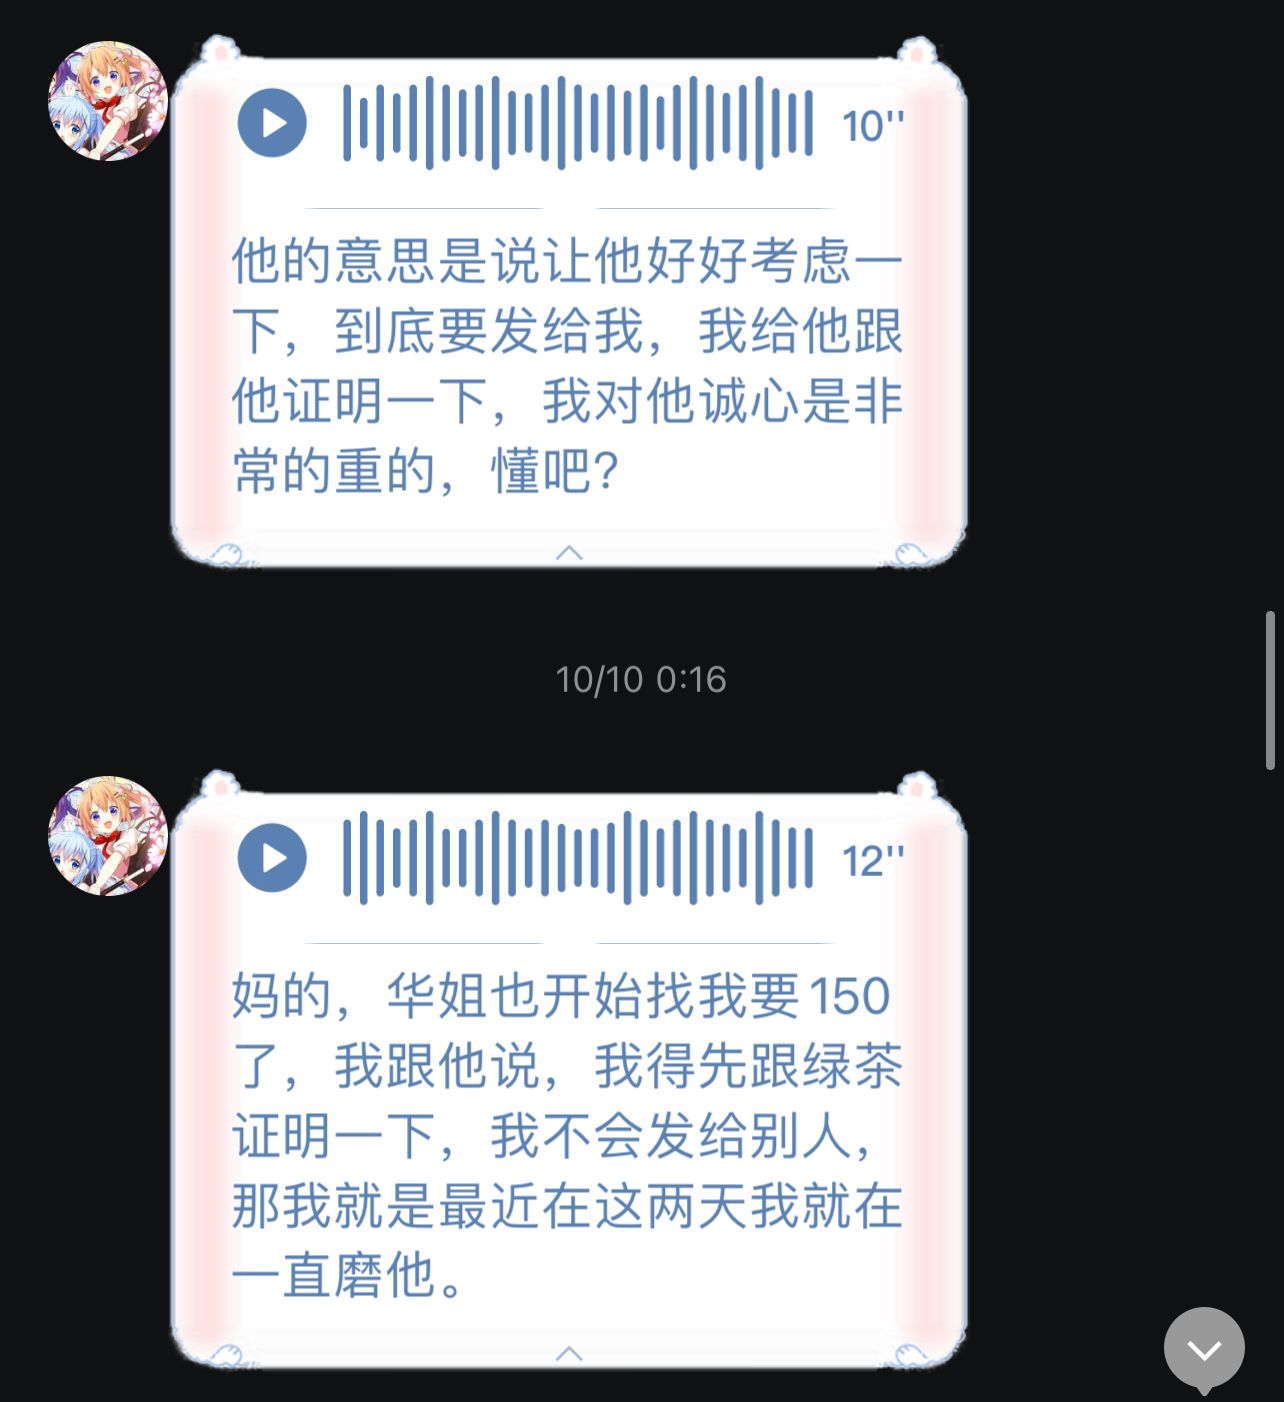 10''
他的意思是说让他好好考虑一
下，到底要发给我，我给他跟
他证明一下，我对他诚心是非
常的重的，懂吧?
10/10 0:16
12''
妈的，华姐也开始找我要150
了，我跟他说，我得先跟绿茶
证明一下，我不会发给别人，
那我就是最近在这两天我就在
一直磨他。